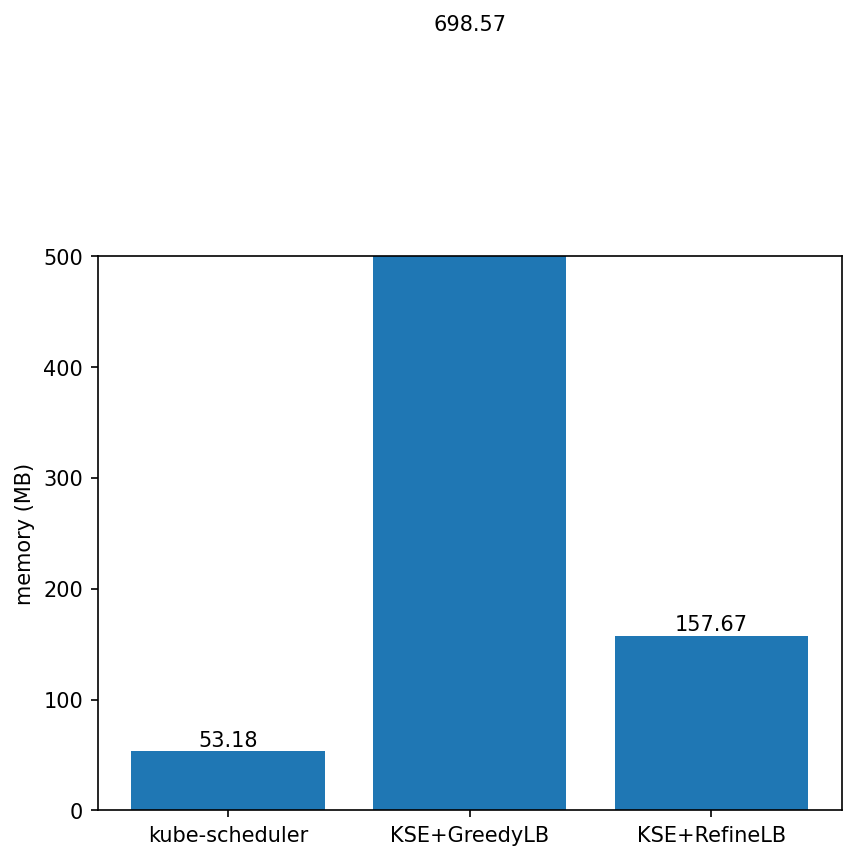 698.57
500
400
300
200
100
0
memory (MB)
53.18
157.67
kube-scheduler
KSE+GreedyLB
KSE+RefineLB